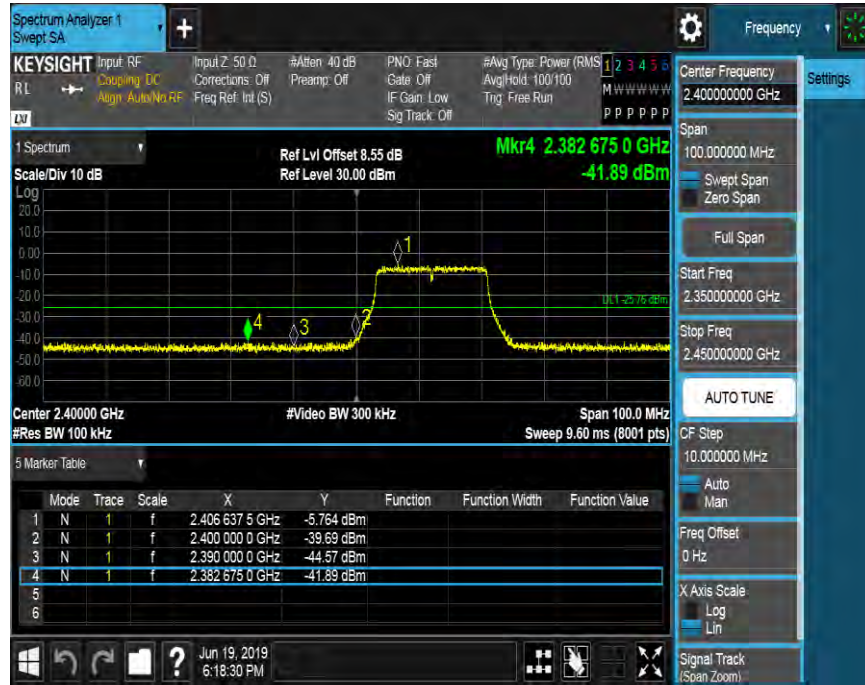 Spectrum Analyzer 1
Swept SA
+
Frequency
KEYSIGHT
RL
LXI
Input: RF
Coupling: DC
Align: Auto/No RF
Input Z: 50 Ω
Corrections: Off
Freq Ref: Int (S)
#Atten: 40 dB
Preamp: Off
PNO: Fast
Gate: Off
IF Gain: Low
Sig Track: Off
#Avg Type: Power (RMS
Avg|Hold: 100/100
Trig: Free Run
1 2 3 4 5 6
M W W W W W
P P P P P P
Center Frequency
2.400000000 GHz
Settings
Span
100.000000 MHz
Swept Span
Zero Span
Full Span
Start Freq
2.350000000 GHz
Stop Freq
2.450000000 GHz
AUTO TUNE
CF Step
10.000000 MHz
Auto
Man
Freq Offset
0 Hz
X Axis Scale
Log
Lin
Signal Track
(Span Zoom)
1 Spectrum
Scale/Div 10 dB
Ref Lvl Offset 8.55 dB
Ref Level 30.00 dBm
Mkr4 2.382 675 0 GHz
-41.89 dBm
Log
20.0
10.0
0.00
-10.0
-20.0
-30.0
-40.0
-50.0
-60.0
1
2
3
4
DL1 -25.76 dBm
Center 2.40000 GHz
#Res BW 100 kHz
#Video BW 300 kHz
Span 100.0 MHz
Sweep 9.60 ms (8001 pts)
5 Marker Table
Mode Trace Scale X Y Function Function Width Function Value
1 N 1 f 2.406 637 5 GHz -5.764 dBm
2 N 1 f 2.400 000 0 GHz -39.69 dBm
3 N 1 f 2.390 000 0 GHz -44.57 dBm
4 N 1 f 2.382 675 0 GHz -41.89 dBm
5
6
?
Jun 19, 2019
6:18:30 PM